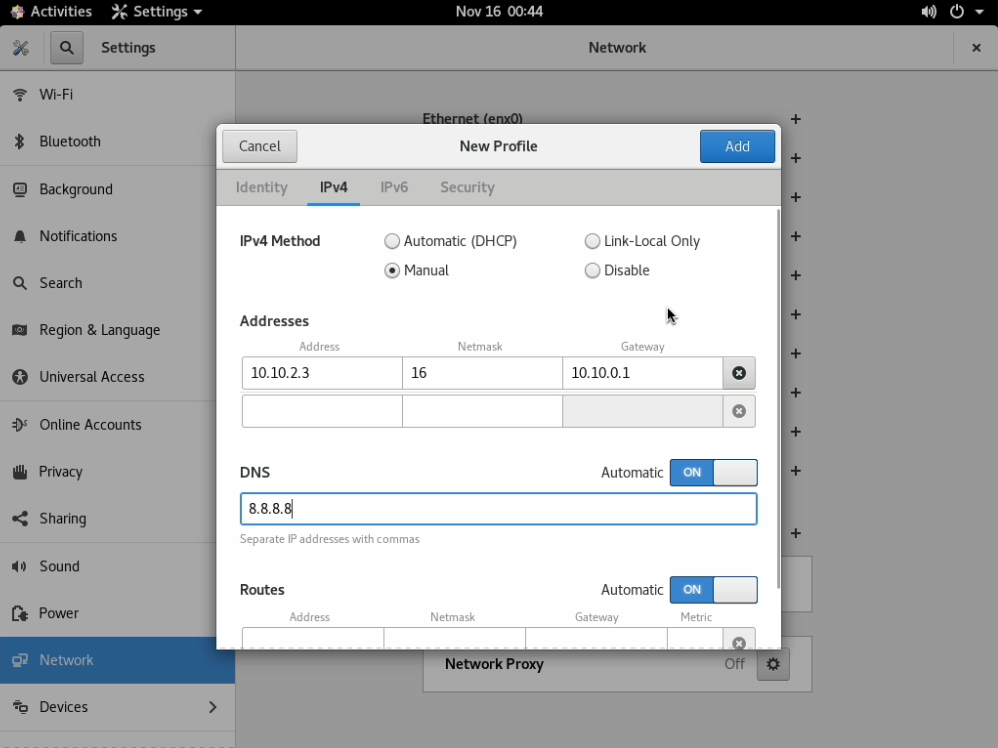 Activities Settings Nov 16 00:44
Settings Network
Wi-Fi
Bluetooth
Background
Notifications
Search
Region & Language
Universal Access
Online Accounts
Privacy
Sharing
Sound
Power
Network
Devices
Ethernet (enx0)
Cancel New Profile Add
Identity IPv4 IPv6 Security
IPv4 Method Automatic (DHCP) Link-Local Only
Manual Disable
Addresses
Address Netmask Gateway
10.10.2.3 16 10.10.0.1
DNS Automatic ON
8.8.8.8
Separate IP addresses with commas
Routes Automatic ON
Address Netmask Gateway Metric
Network Proxy Off